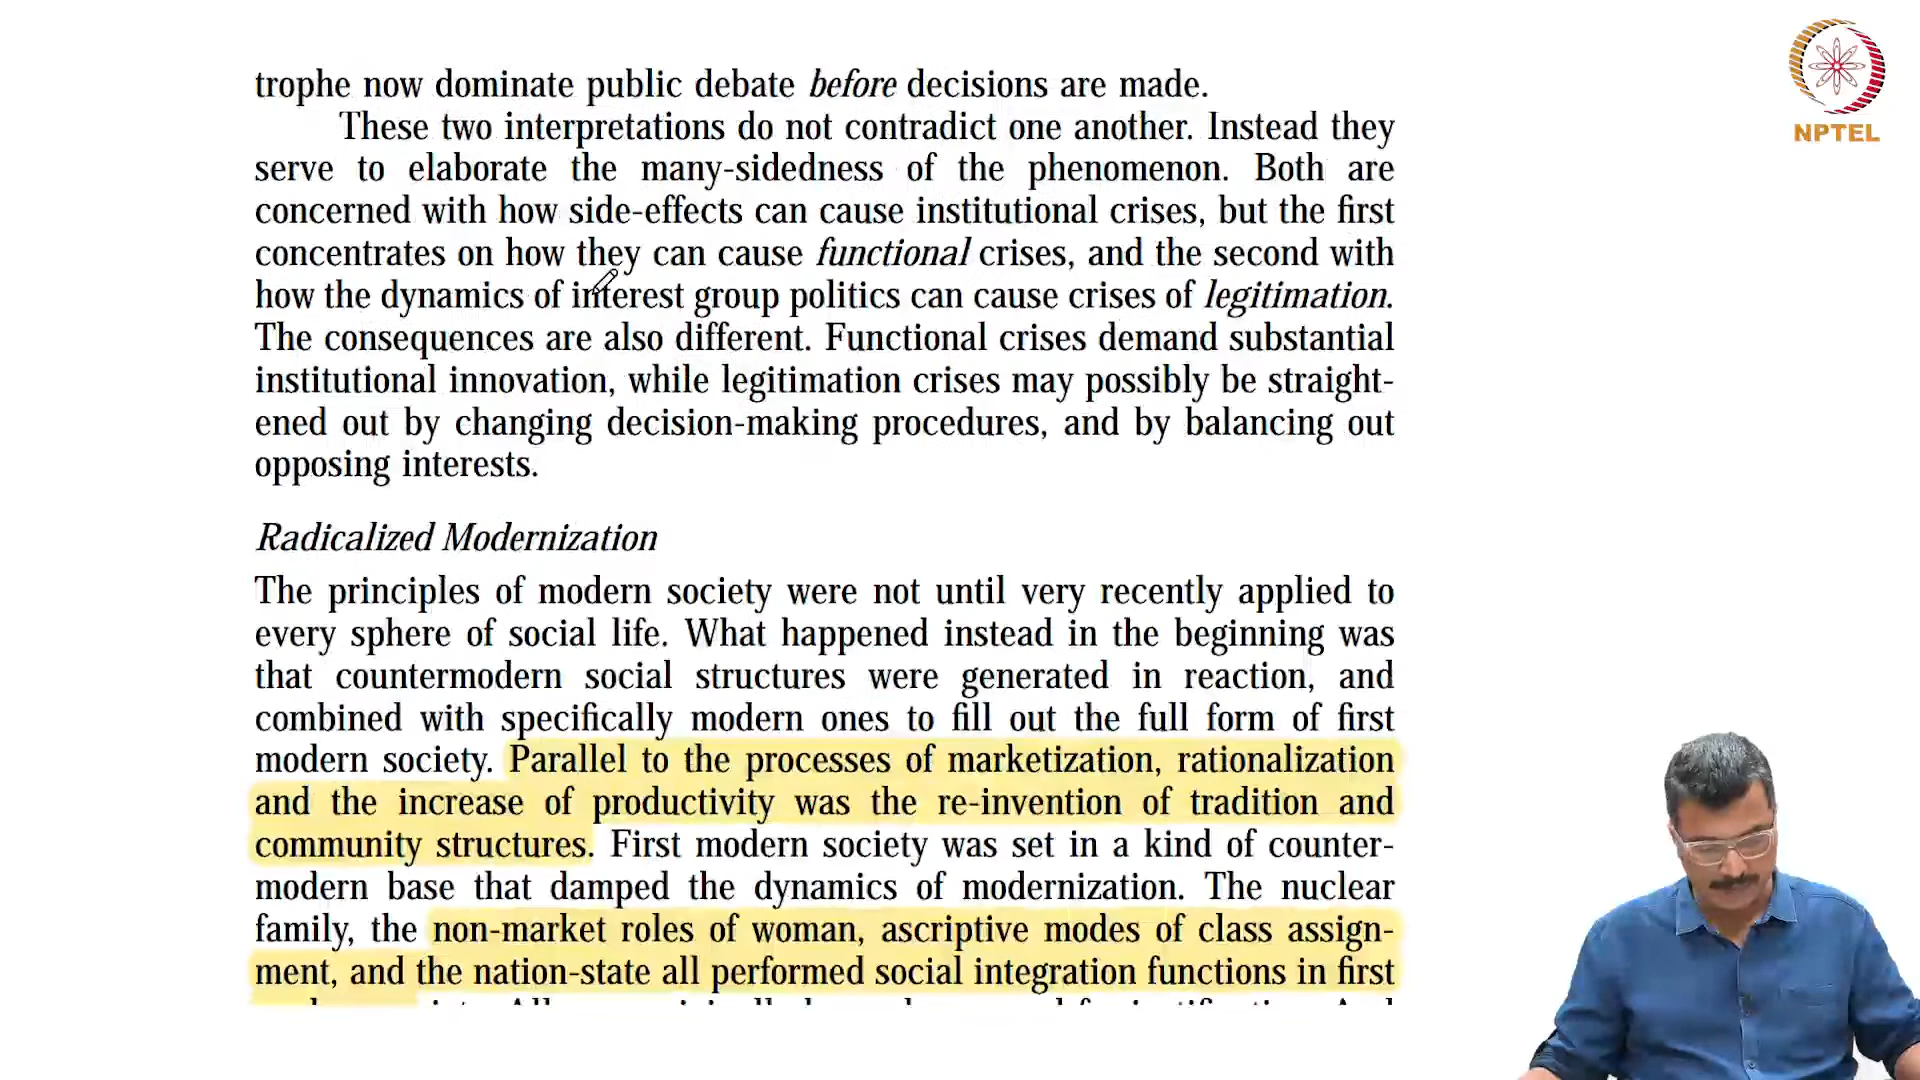 NPTEL
trophe now dominate public debate before decisions are made.
These two interpretations do not contradict one another. Instead they
serve to elaborate the many-sidedness of the phenomenon. Both are
concerned with how side-effects can cause institutional crises, but the first
concentrates on how they can cause functional crises, and the second with
how the dynamics of interest group politics can cause crises of legitimation.
The consequences are also different. Functional crises demand substantial
institutional innovation, while legitimation crises may possibly be straight-
ened out by changing decision-making procedures, and by balancing out
opposing interests.
Radicalized Modernization
The principles of modern society were not until very recently applied to
every sphere of social life. What happened instead in the beginning was
that countermodern social structures were generated in reaction, and
combined with specifically modern ones to fill out the full form of first
modern society. Parallel to the processes of marketization, rationalization
and the increase of productivity was the re-invention of tradition and
community structures. First modern society was set in a kind of counter-
modern base that damped the dynamics of modernization. The nuclear
family, the non-market roles of woman, ascriptive modes of class assign-
ment, and the nation-state all performed social integration functions in first